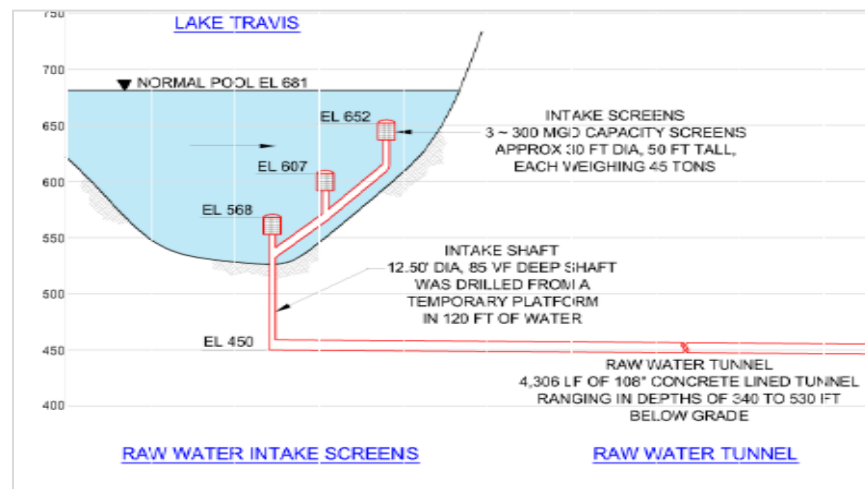 750
LAKE TRAVIS
700
NORMAL POOL EL 681
650
EL 652
INTAKE SCREENS
3 ~ 300 MGD CAPACITY SCREENS
APPROX 30 FT DIA, 50 FT TALL,
EACH WEIGHING 45 TONS
EL 607
600
EL 568
550
INTAKE SHAFT
12.50' DIA, 85 VF DEEP SHAFT
WAS DRILLED FROM A
TEMPORARY PLATFORM
IN 120 FT OF WATER
500
EL 450
450
RAW WATER TUNNEL
4,306 LF OF 108" CONCRETE LINED TUNNEL
RANGING IN DEPTHS OF 340 TO 530 FT
BELOW GRADE
400
RAW WATER INTAKE SCREENS
RAW WATER TUNNEL